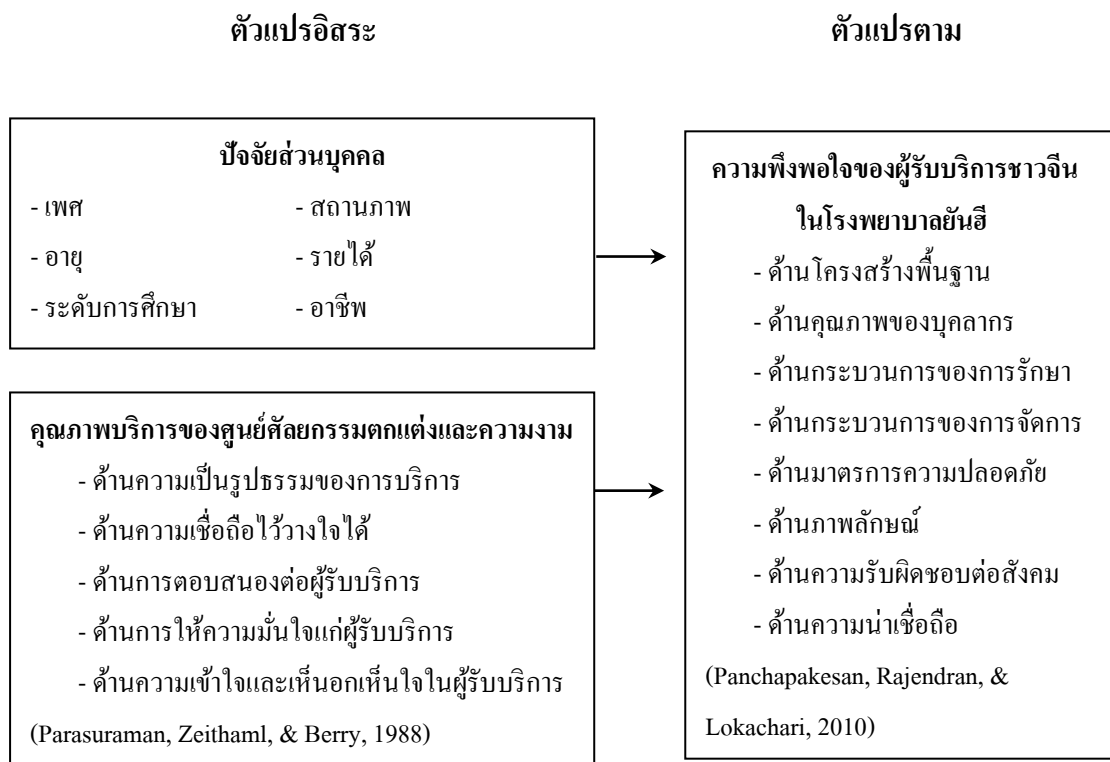 ตัวแปรอิสระ
ตัวแปรตาม
ปัจจัยส่วนบุคคล
- เพศ - สถานภาพ
- อายุ - รายได้
- ระดับการศึกษา - อาชีพ
คุณภาพบริการของศูนย์ศัลยกรรมตกแต่งและความงาม
- ด้านความเป็นรูปธรรมของการบริการ
- ด้านความเชื่อถือไว้วางใจได้
- ด้านการตอบสนองต่อผู้รับบริการ
- ด้านการให้ความมั่นใจแก่ผู้รับบริการ
- ด้านความเข้าใจและเห็นอกเห็นใจในผู้รับบริการ
(Parasuraman, Zeithaml, & Berry, 1988)
ความพึงพอใจของผู้รับบริการชาวจีน
ในโรงพยาบาลยันฮี
- ด้านโครงสร้างพื้นฐาน
- ด้านคุณภาพของบุคลากร
- ด้านกระบวนการของการรักษา
- ด้านกระบวนการของการจัดการ
- ด้านมาตรการความปลอดภัย
- ด้านภาพลักษณ์
- ด้านความรับผิดชอบต่อสังคม
- ด้านความน่าเชื่อถือ
(Panchapakesan, Rajendran, &
Lokachari, 2010)